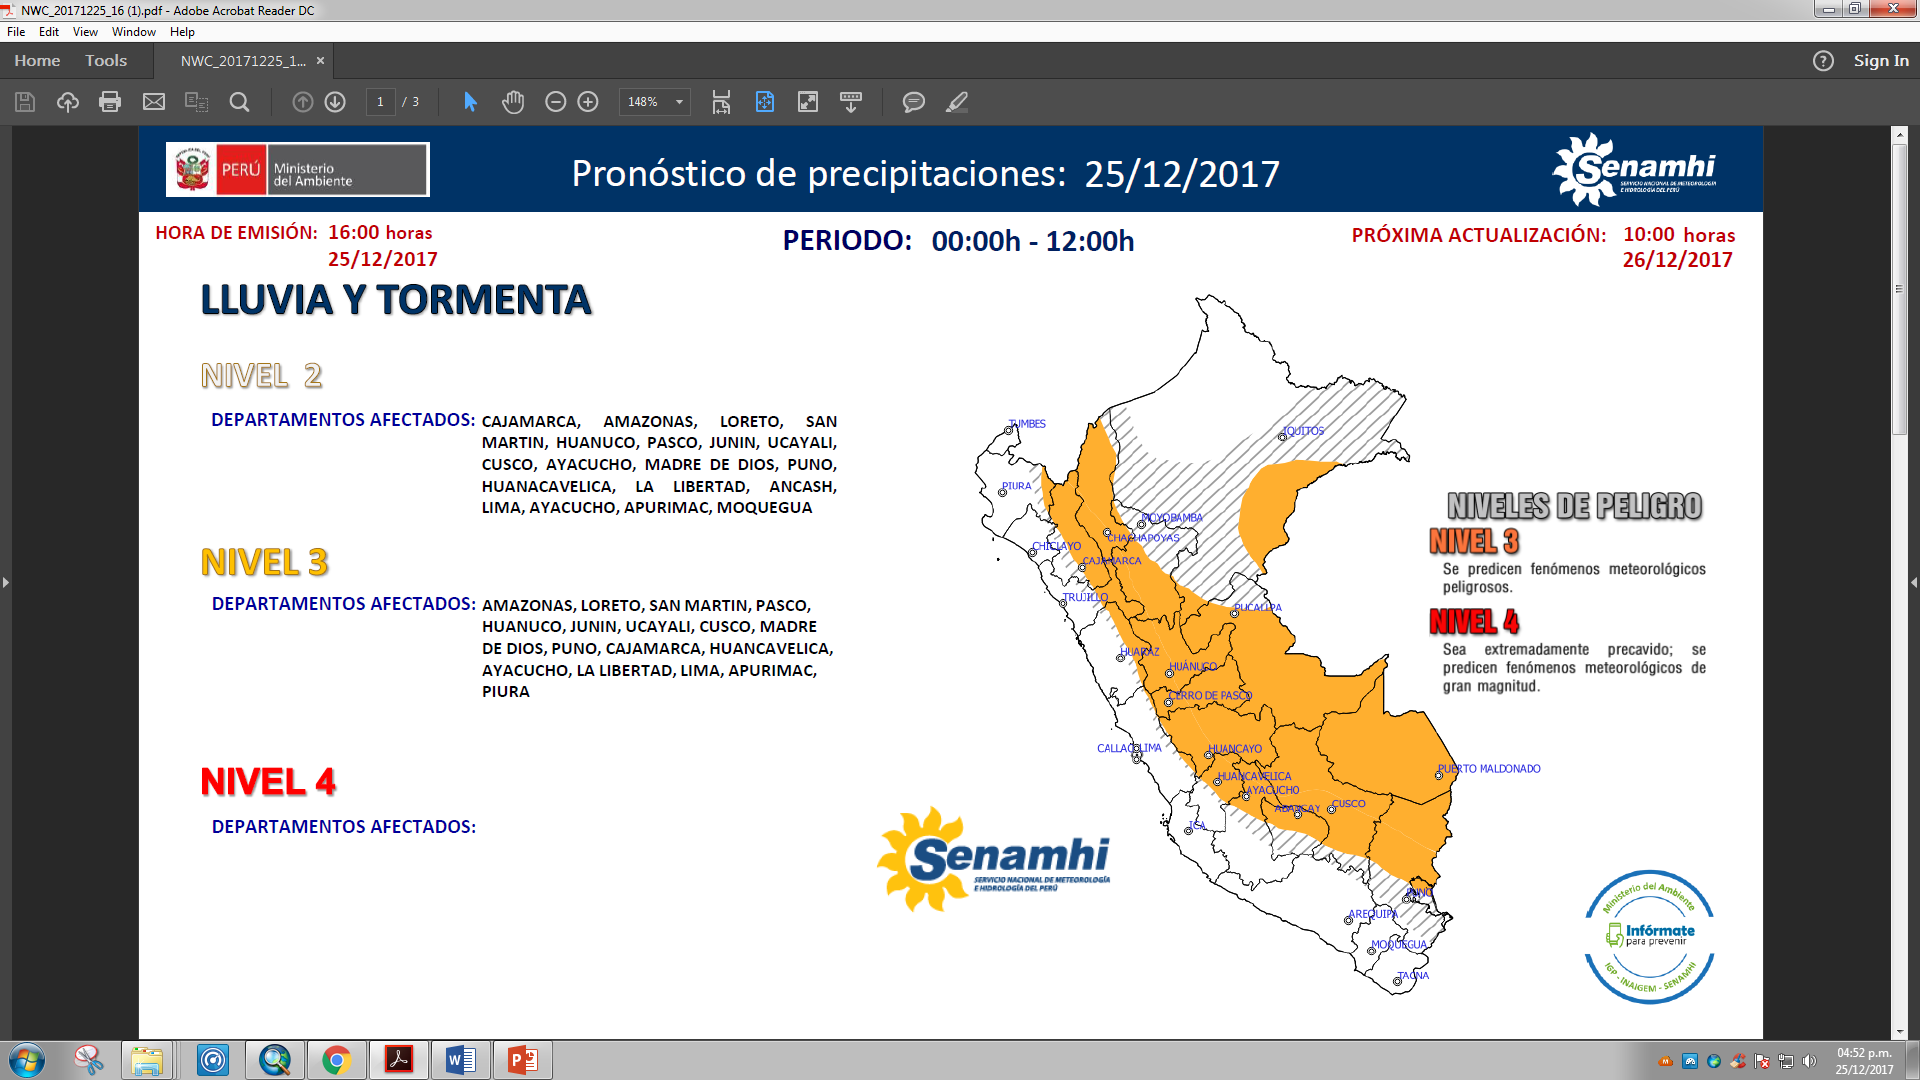 NWC_20171225_16 (1).pdf - Adobe Acrobat Reader DC
File Edit View Window Help
Home Tools NWC_20171225_1... × Sign In
1 / 3 148%
PERÚ Ministerio del Ambiente
Pronóstico de precipitaciones: 25/12/2017
Senamhi
SERVICIO NACIONAL DE METEOROLOGÍA
E HIDROLOGÍA DEL PERÚ
HORA DE EMISIÓN: 16:00 horas
25/12/2017
PERIODO: 00:00h - 12:00h
PRÓXIMA ACTUALIZACIÓN: 10:00 horas
26/12/2017
LLUVIA Y TORMENTA
NIVEL 2
DEPARTAMENTOS AFECTADOS: CAJAMARCA, AMAZONAS, LORETO, SAN
MARTIN, HUANUCO, PASCO, JUNIN, UCAYALI,
CUSCO, AYACUCHO, MADRE DE DIOS, PUNO,
HUANACAVELICA, LA LIBERTAD, ANCASH,
LIMA, AYACUCHO, APURIMAC, MOQUEGUA
NIVEL 3
DEPARTAMENTOS AFECTADOS: AMAZONAS, LORETO, SAN MARTIN, PASCO,
HUANUCO, JUNIN, UCAYALI, CUSCO, MADRE
DE DIOS, PUNO, CAJAMARCA, HUANCAVELICA,
AYACUCHO, LA LIBERTAD, LIMA, APURIMAC,
PIURA
NIVEL 4
DEPARTAMENTOS AFECTADOS:
TUMBES
IQUITOS
PIURA
MOYOBAMBA
CHACHAPOYAS
CHICLAYO
CAJAMARCA
TRUJILLO
PUCALLPA
HUARAZ
HUÁNUCO
CERRO DE PASCO
CALLAO LIMA
HUANCAYO
PUERTO MALDONADO
HUANCAVELICA
AYACUCHO
ABANCAY
CUSCO
ICA
PUNO
AREQUIPA
MOQUEGUA
TACNA
NIVELES DE PELIGRO
NIVEL 3
Se predicen fenómenos meteorológicos
peligrosos.
NIVEL 4
Sea extremadamente precavido; se
predicen fenómenos meteorológicos de
gran magnitud.
Senamhi
SERVICIO NACIONAL DE METEOROLOGÍA
E HIDROLOGÍA DEL PERÚ
Ministerio del Ambiente
Infórmate
para prevenir
IGP - INAIGEM - SENAMHI
04:52 p.m.
25/12/2017